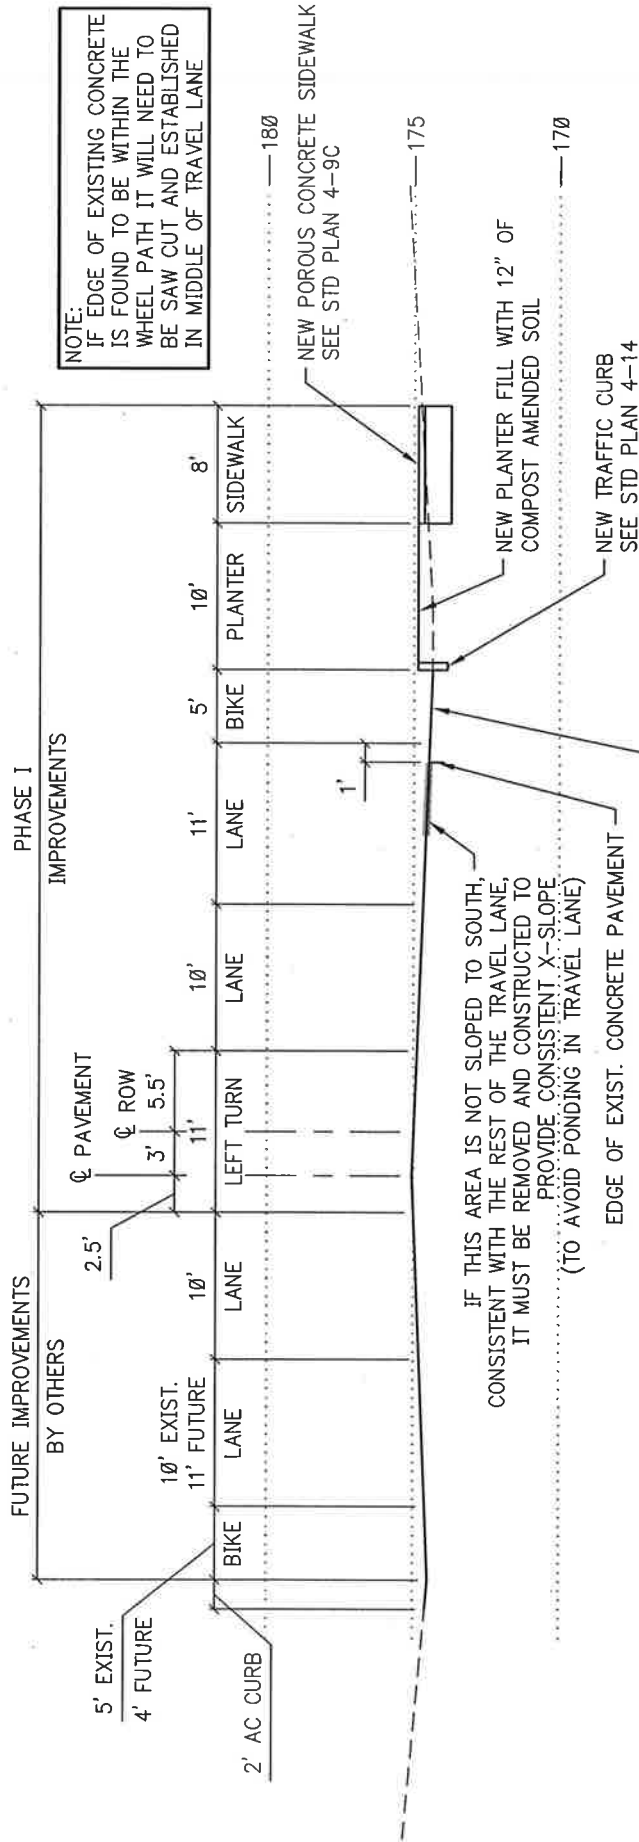 FUTURE IMPROVEMENTS
BY OTHERS
PHASE I
IMPROVEMENTS
NOTE:
IF EDGE OF EXISTING CONCRETE
IS FOUND TO BE WITHIN THE
WHEEL PATH IT WILL NEED TO
BE SAW CUT AND ESTABLISHED
IN MIDDLE OF TRAVEL LANE
5' EXIST.
4' FUTURE
2' AC CURB
BIKE
10' EXIST.
11' FUTURE
LANE
10'
LANE
2.5'
℄ PAVEMENT
3'
℄ ROW
5.5'
11'
LEFT TURN
10'
LANE
11'
LANE
1'
5'
BIKE
10'
PLANTER
8'
SIDEWALK
180
175
170
NEW POROUS CONCRETE SIDEWALK
SEE STD PLAN 4-9C
NEW PLANTER FILL WITH 12" OF
COMPOST AMENDED SOIL
NEW TRAFFIC CURB
SEE STD PLAN 4-14
IF THIS AREA IS NOT SLOPED TO SOUTH,
CONSISTENT WITH THE REST OF THE TRAVEL LANE,
IT MUST BE REMOVED AND CONSTRUCTED TO
PROVIDE CONSISTENT X-SLOPE
(TO AVOID PONDING IN TRAVEL LANE)
EDGE OF EXIST. CONCRETE PAVEMENT